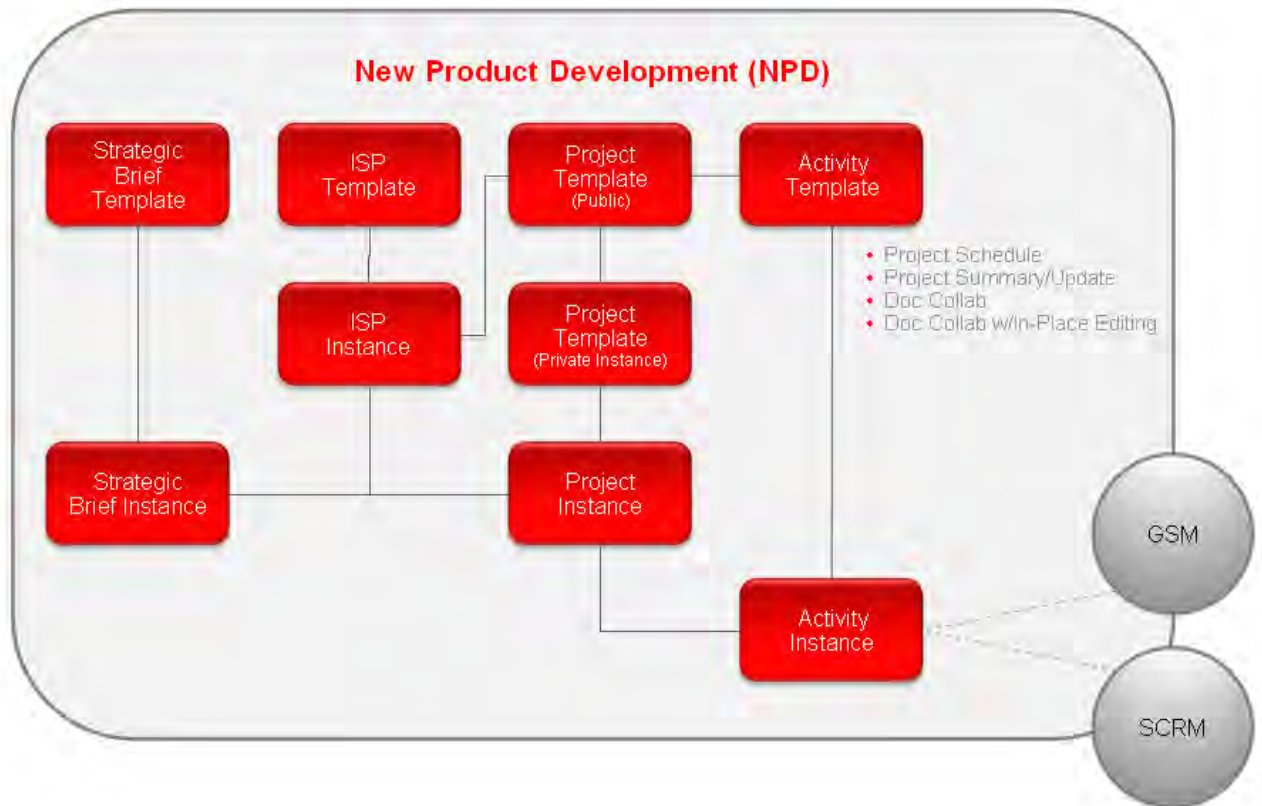 New Product Development (NPD)
Strategic
Brief
Template
ISP
Template
Project
Template
(Public)
Activity
Template
Project Schedule
Project Summary/Update
Doc Collab
Doc Collab w/In-Place Editing
ISP
Instance
Project
Template
(Private Instance)
Strategic
Brief Instance
Project
Instance
GSM
Activity
Instance
SCRM